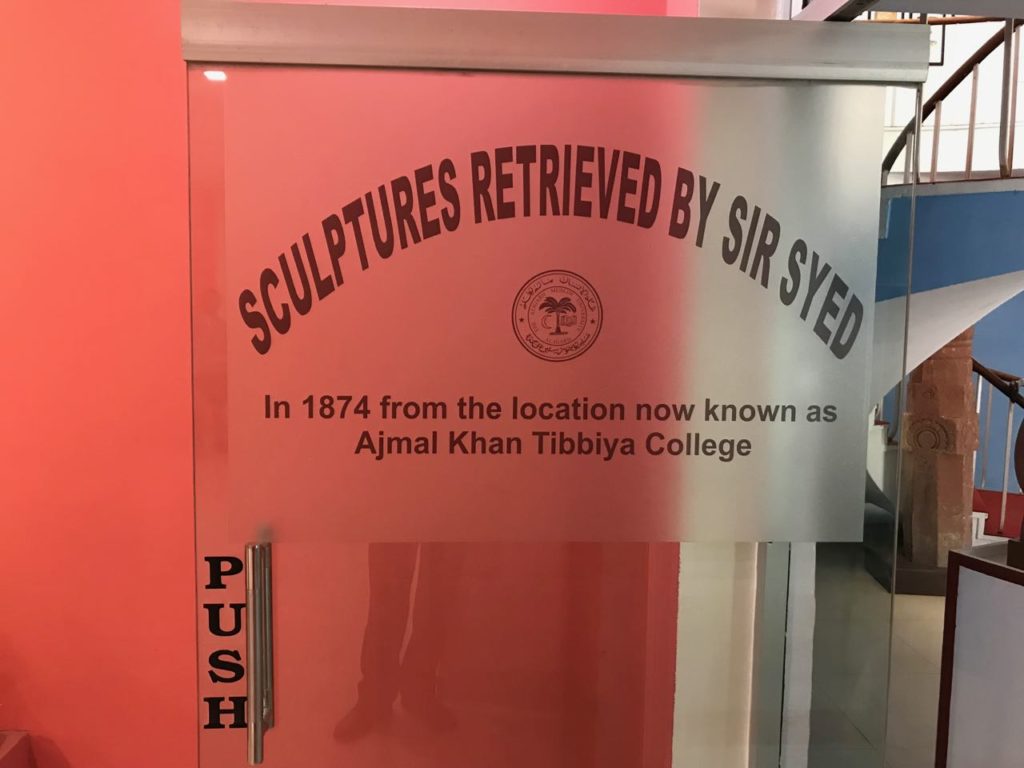 SCULPTURES RETRIEVED BY SIR SYED
In 1874 from the location now known as
Ajmal Khan Tibbiya College
PUSH